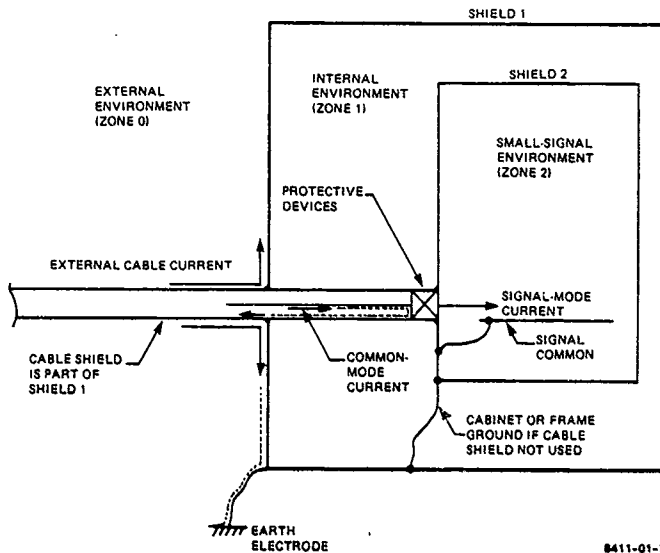 SHIELD 1
EXTERNAL
ENVIRONMENT
(ZONE 0)
INTERNAL
ENVIRONMENT
(ZONE 1)
SHIELD 2
SMALL-SIGNAL
ENVIRONMENT
(ZONE 2)
PROTECTIVE
DEVICES
EXTERNAL CABLE CURRENT
SIGNAL-MODE
CURRENT
SIGNAL
COMMON
CABLE SHIELD
IS PART OF
SHIELD 1
COMMON-
MODE
CURRENT
CABINET OR FRAME
GROUND IF CABLE
SHIELD NOT USED
EARTH
ELECTRODE
8411-01-